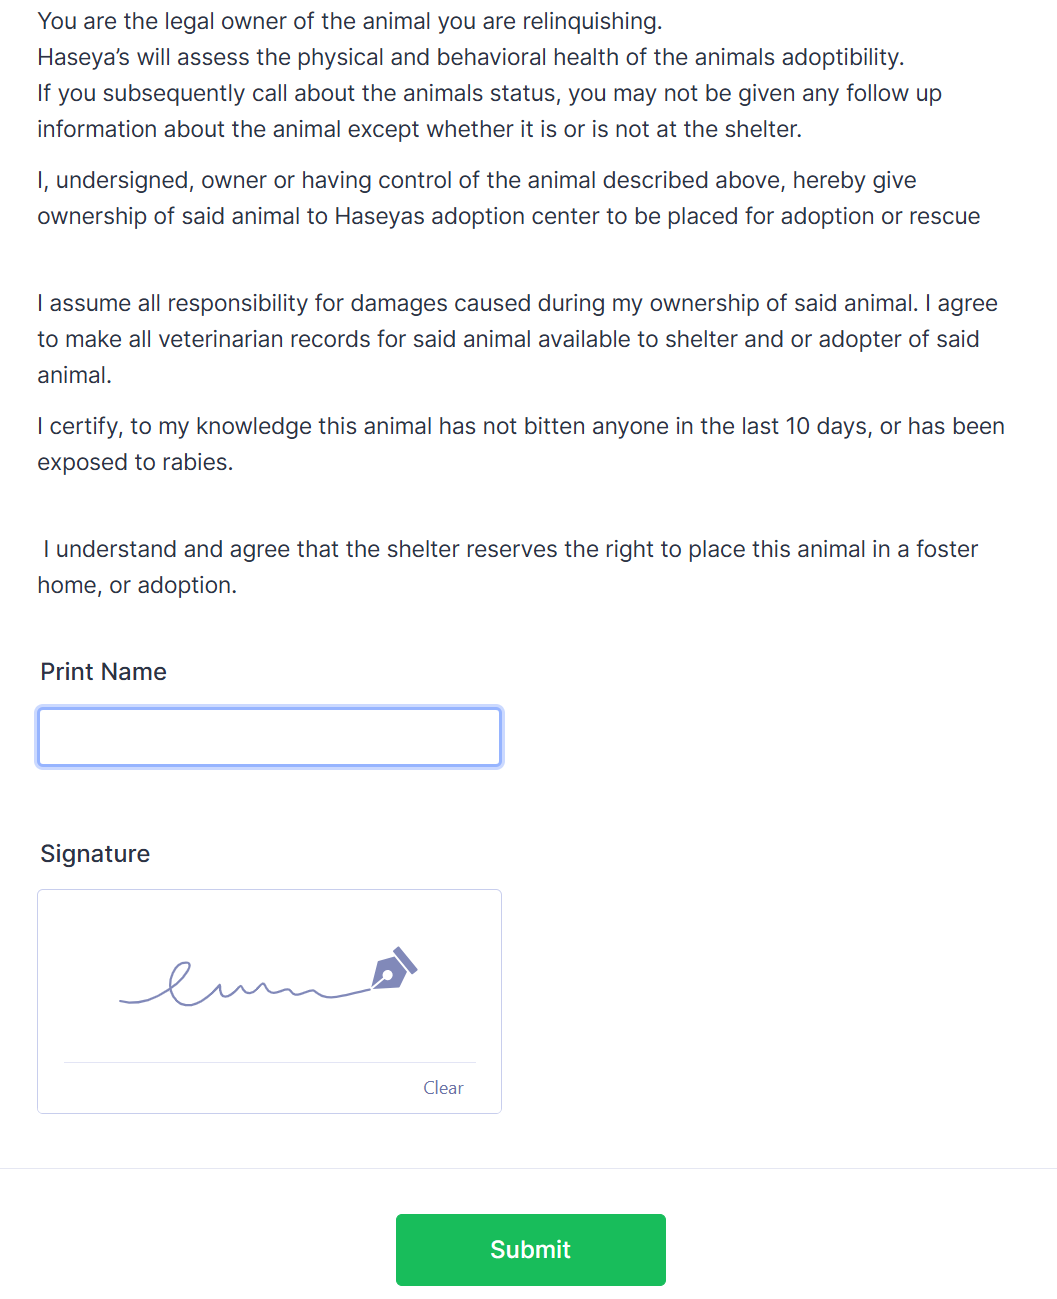 You are the legal owner of the animal you are relinquishing.
Haseya’s will assess the physical and behavioral health of the animals adoptibility.
If you subsequently call about the animals status, you may not be given any follow up
information about the animal except whether it is or is not at the shelter.
I, undersigned, owner or having control of the animal described above, hereby give
ownership of said animal to Haseyas adoption center to be placed for adoption or rescue
I assume all responsibility for damages caused during my ownership of said animal. I agree
to make all veterinarian records for said animal available to shelter and or adopter of said
animal.
I certify, to my knowledge this animal has not bitten anyone in the last 10 days, or has been
exposed to rabies.
I understand and agree that the shelter reserves the right to place this animal in a foster
home, or adoption.
Print Name
Signature
Clear
Submit